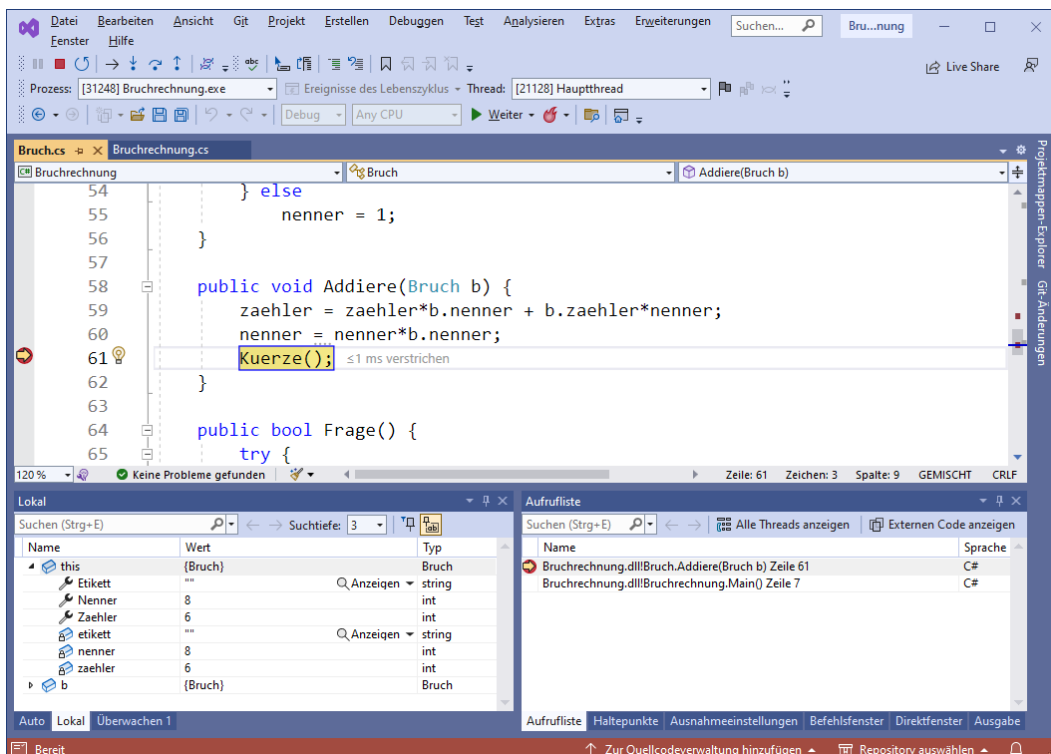 Datei Bearbeiten Ansicht Git Projekt Erstellen Debuggen Test Analysieren Extras Erweiterungen Suchen... Bru...nung
Fenster Hilfe
Live Share
Prozess: [31248] Bruchrechnung.exe Ereignisse des Lebenszyklus Thread: [21128] Hauptthread
Debug Any CPU Weiter
Bruch.cs Bruchrechnung.cs
C# Bruchrechnung Bruch Addiere(Bruch b)
54 } else
55 nenner = 1;
56 }
57
58 public void Addiere(Bruch b) {
59 zaehler = zaehler*b.nenner + b.zaehler*nenner;
60 nenner = nenner*b.nenner;
61 Kuerze(); ≤1 ms verstrichen
62 }
63
64 public bool Frage() {
65 try {
120 % Keine Probleme gefunden Zeile: 61 Zeichen: 3 Spalte: 9 GEMISCHT CRLF
Projektmappen-Explorer
Git-Änderungen
Lokal
Suchen (Strg+E) Suchtiefe: 3
Name Wert Typ
this {Bruch} Bruch
Etikett "" Anzeigen string
Nenner 8 int
Zaehler 6 int
etikett "" Anzeigen string
nenner 8 int
zaehler 6 int
b {Bruch} Bruch
Auto Lokal Überwachen 1
Aufrufliste
Suchen (Strg+E) Alle Threads anzeigen Externen Code anzeigen
Name Sprache
Bruchrechnung.dll!Bruch.Addiere(Bruch b) Zeile 61 C#
Bruchrechnung.dll!Bruchrechnung.Main() Zeile 7 C#
Aufrufliste Haltepunkte Ausnahmeeinstellungen Befehlsfenster Direktfenster Ausgabe
Bereit Zur Quellcodeverwaltung hinzufügen Repository auswählen